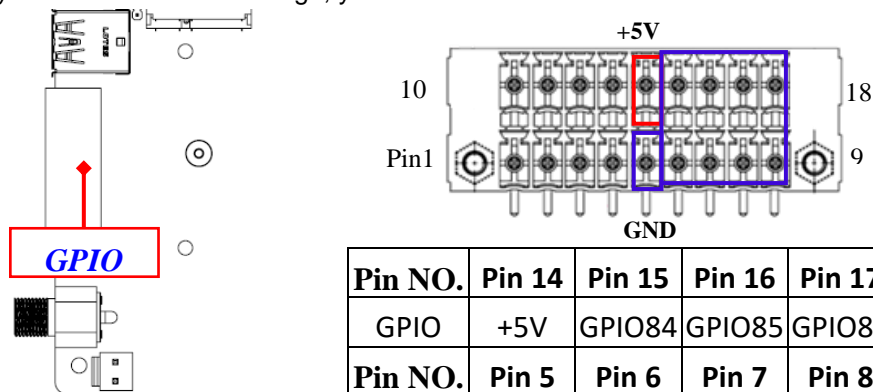 +5V
10
18
Pin1
9
GND
GPIO
Pin NO. Pin 14 Pin 15 Pin 16
GPIO +5V GPIO84 GPIO85
Pin NO. Pin 5 Pin 6 Pin 7 Pin 8